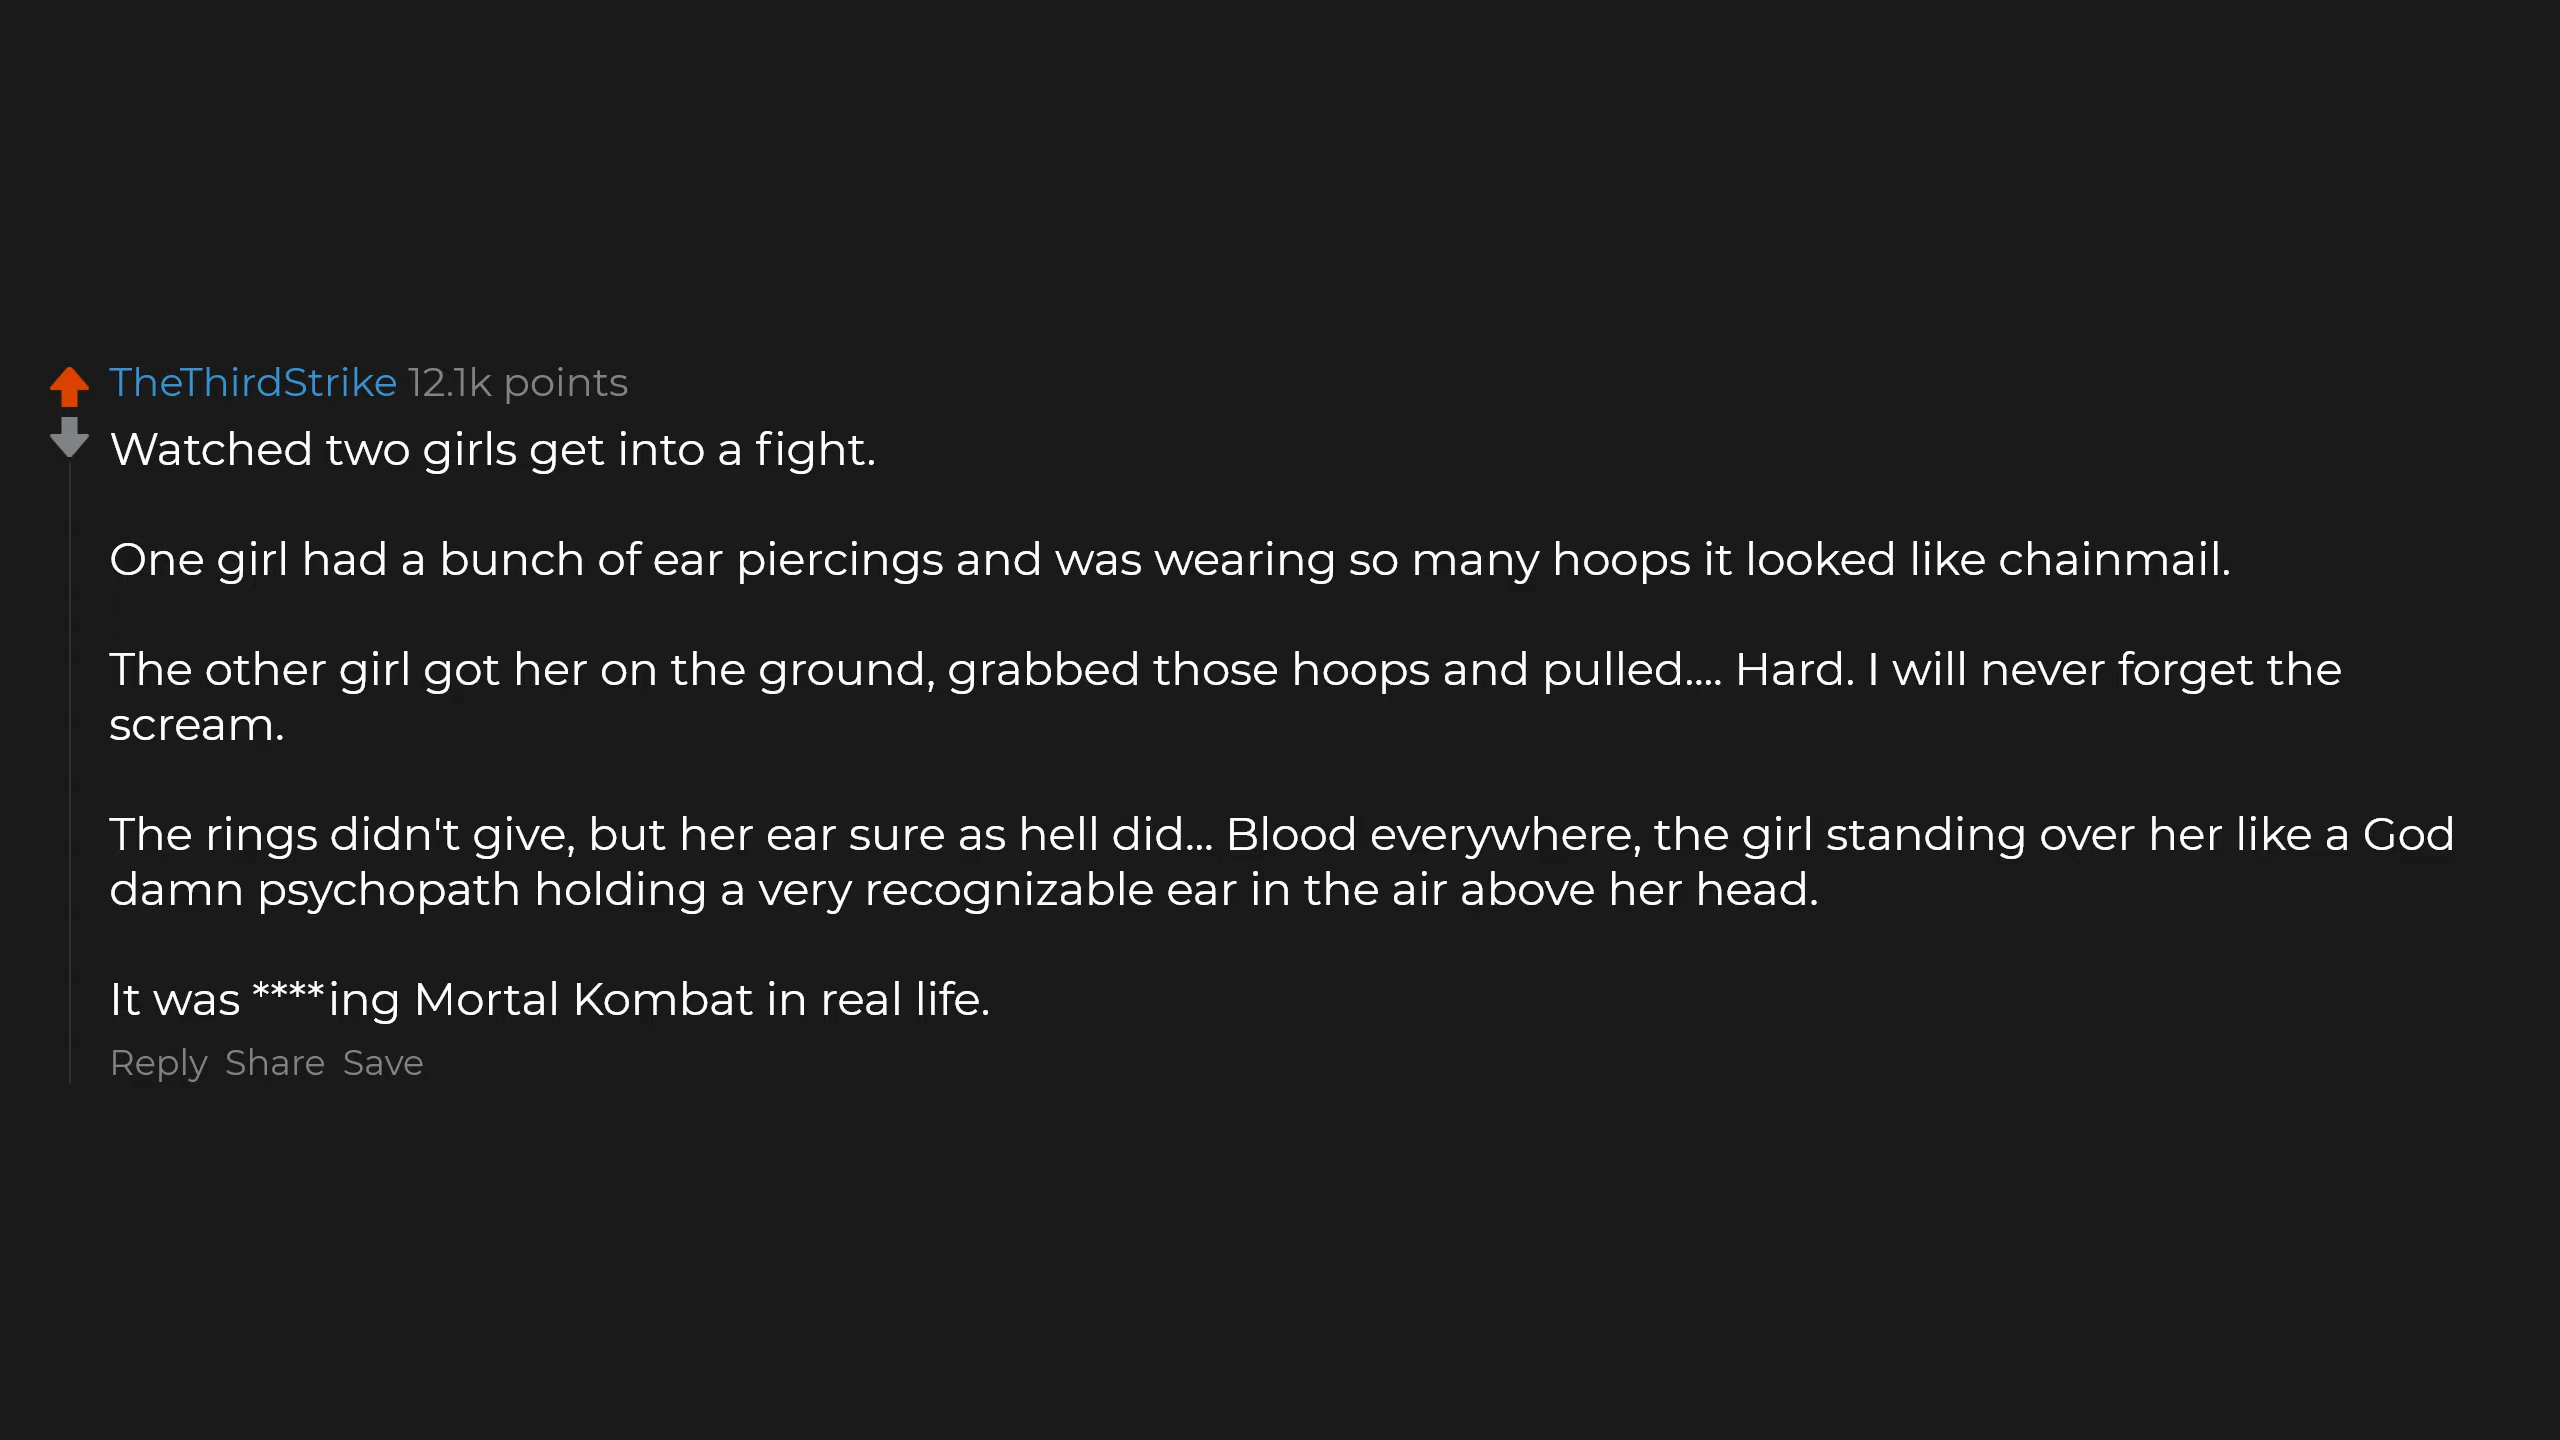 TheThirdStrike 12.1k points
Watched two girls get into a fight.
One girl had a bunch of ear piercings and was wearing so many hoops it looked like chainmail.
The other girl got her on the ground, grabbed those hoops and pulled.... Hard. I will never forget the
scream.
The rings didn't give, but her ear sure as hell did... Blood everywhere, the girl standing over her like a God
damn psychopath holding a very recognizable ear in the air above her head.
It was ****ing Mortal Kombat in real life.
Reply Share Save